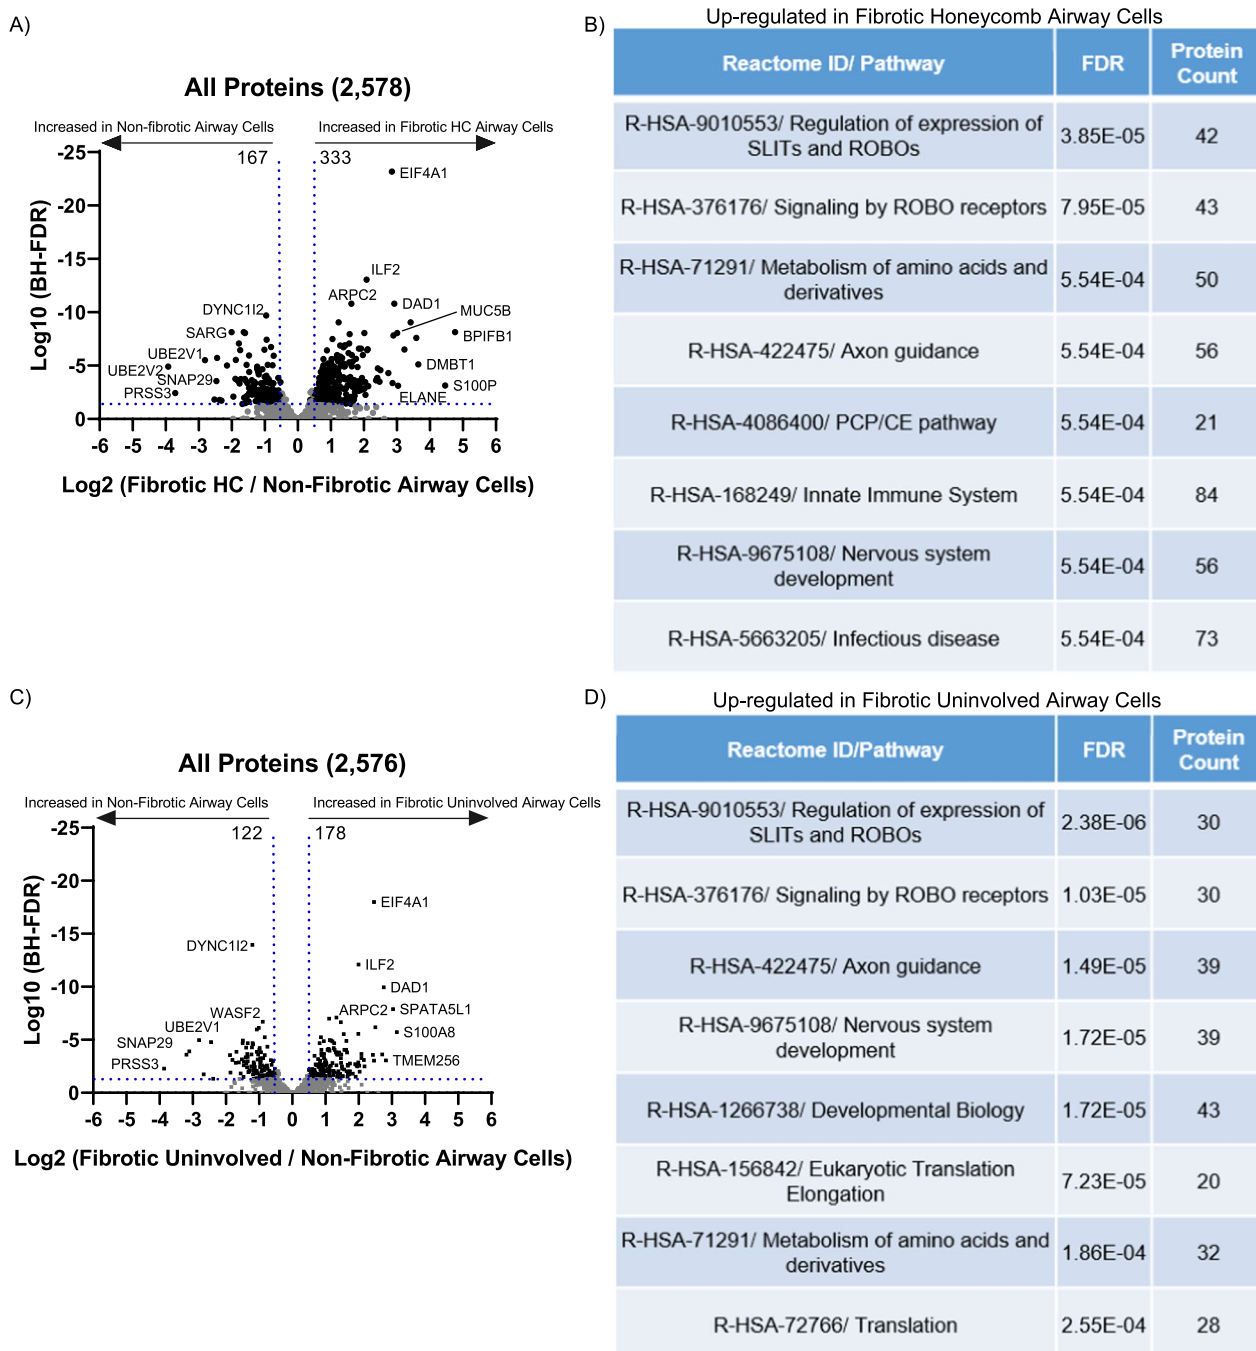 A)
All Proteins (2,578)
Increased in Non-fibrotic Airway Cells
Increased in Fibrotic HC Airway Cells
167
333
-25
-20
-15
-10
-5
0
Log10 (BH-FDR)
EIF4A1
ILF2
ARPC2
DAD1
MUC5B
DYNC1I2
SARG
BPIFB1
UBE2V1
UBE2V2
DMBT1
SNAP29
PRSS3
S100P
ELANE
-6 -5 -4 -3 -2 -1 0 1 2 3 4 5 6
Log2 (Fibrotic HC / Non-Fibrotic Airway Cells)
B)
Up-regulated in Fibrotic Honeycomb Airway Cells
Reactome ID/ Pathway FDR Protein
Count
R-HSA-9010553/ Regulation of expression of
SLITs and ROBOs 3.85E-05 42
R-HSA-376176/ Signaling by ROBO receptors 7.95E-05 43
R-HSA-71291/ Metabolism of amino acids and
derivatives 5.54E-04 50
R-HSA-422475/ Axon guidance 5.54E-04 56
R-HSA-4086400/ PCP/CE pathway 5.54E-04 21
R-HSA-168249/ Innate Immune System 5.54E-04 84
R-HSA-9675108/ Nervous system
development 5.54E-04 56
R-HSA-5663205/ Infectious disease 5.54E-04 73
C)
All Proteins (2,576)
Increased in Non-Fibrotic Airway Cells
Increased in Fibrotic Uninvolved Airway Cells
122
178
-25
-20
-15
-10
-5
0
Log10 (BH-FDR)
EIF4A1
DYNC1I2
ILF2
DAD1
WASF2
ARPC2
SPATA5L1
UBE2V1
S100A8
SNAP29
PRSS3
TMEM256
-6 -5 -4 -3 -2 -1 0 1 2 3 4 5 6
Log2 (Fibrotic Uninvolved / Non-Fibrotic Airway Cells)
D)
Up-regulated in Fibrotic Uninvolved Airway Cells
Reactome ID/Pathway FDR Protein
Count
R-HSA-9010553/ Regulation of expression of
SLITs and ROBOs 2.38E-06 30
R-HSA-376176/ Signaling by ROBO receptors 1.03E-05 30
R-HSA-422475/ Axon guidance 1.49E-05 39
R-HSA-9675108/ Nervous system
development 1.72E-05 39
R-HSA-1266738/ Developmental Biology 1.72E-05 43
R-HSA-156842/ Eukaryotic Translation
Elongation 7.23E-05 20
R-HSA-71291/ Metabolism of amino acids and
derivatives 1.86E-04 32
R-HSA-72766/ Translation 2.55E-04 28